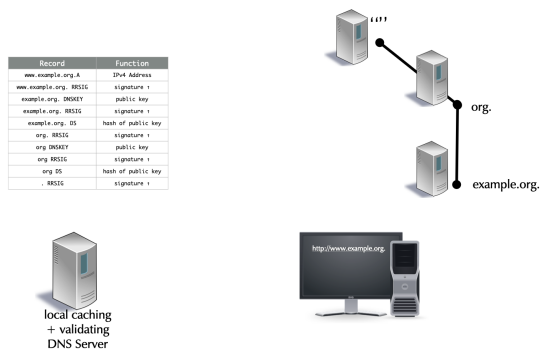 “”
Record Function
www.example.org.A IPv4 Address
www.example.org. RRSIG signature ↑
example.org. DNSKEY public key
example.org. RRSIG signature ↑
example.org. DS hash of public key
org. RRSIG signature ↑
org DNSKEY public key
org RRSIG signature ↑
org DS hash of public key
. RRSIG signature ↑
org.
example.org.
local caching
+ validating
DNS Server
http://www.example.org.